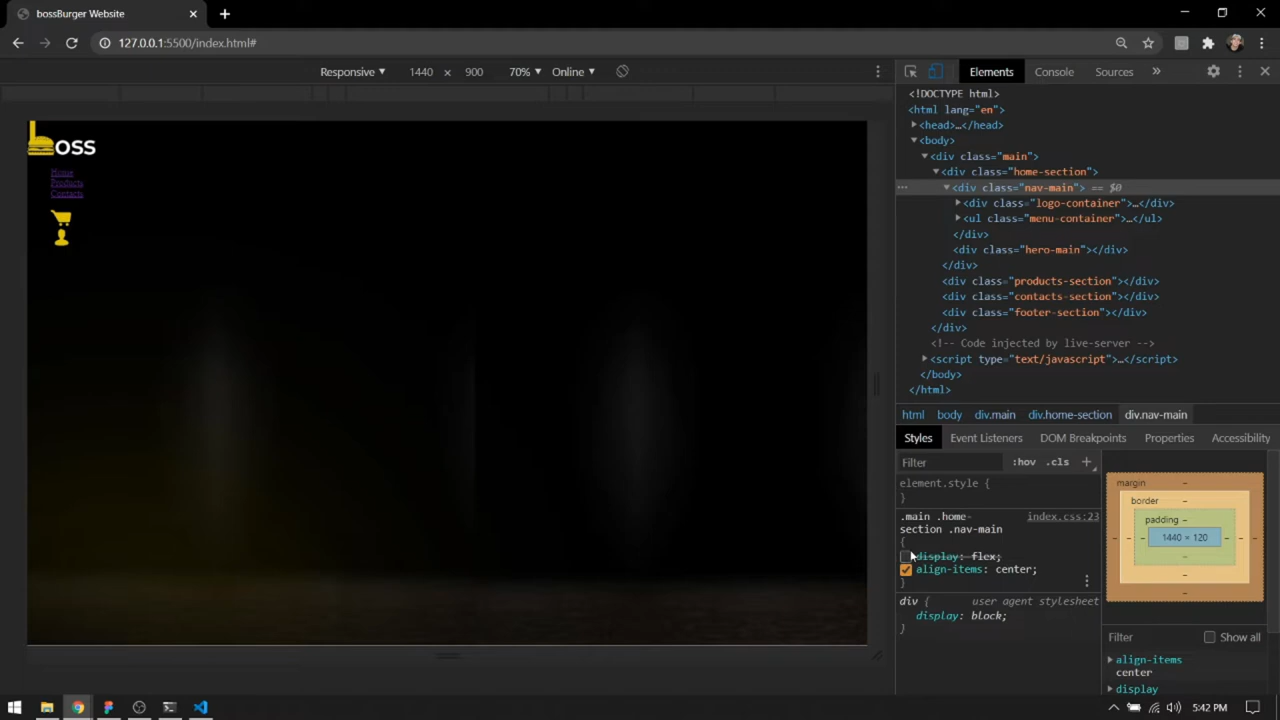 bossBurger Website
127.0.0.1:5500/index.html#
Responsive 1440 × 900 70% Online
Elements Console Sources »
boss
Home
Products
Contacts
<!DOCTYPE html>
<html lang="en">
<head>…</head>
<body>
<div class="main">
<div class="home-section">
<div class="nav-main"> == $0
<div class="logo-container">…</div>
<ul class="menu-container">…</ul>
</div>
<div class="hero-main"></div>
</div>
<div class="products-section"></div>
<div class="contacts-section"></div>
<div class="footer-section"></div>
</div>
<!-- Code injected by live-server -->
<script type="text/javascript">…</script>
</body>
</html>
html body div.main div.home-section div.nav-main
Styles Event Listeners DOM Breakpoints Properties Accessibility
Filter :hov .cls +
element.style {
}
.main .home- index.css:23
section .nav-main
{
display: flex;
align-items: center;
}
div { user agent stylesheet
display: block;
}
margin –
border –
padding –
1440 × 120
Filter Show all
align-items
center
display
5:42 PM